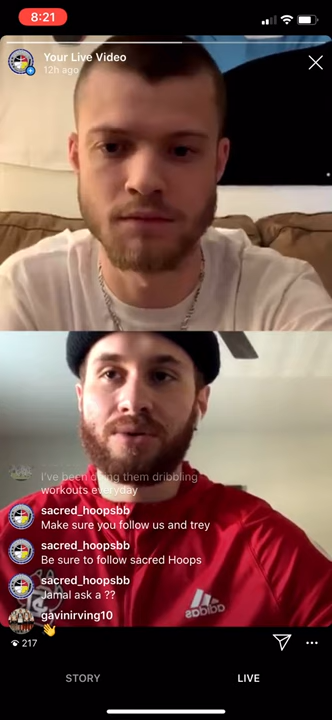 8:21
Your Live Video
12h ago
I've been doing them dribbling
workouts everyday
sacred_hoopsbb
Make sure you follow us and trey
sacred_hoopsbb
Be sure to follow sacred Hoops
sacred_hoopsbb
Jamal ask a ??
gavinirving10
👋
217
STORY
LIVE